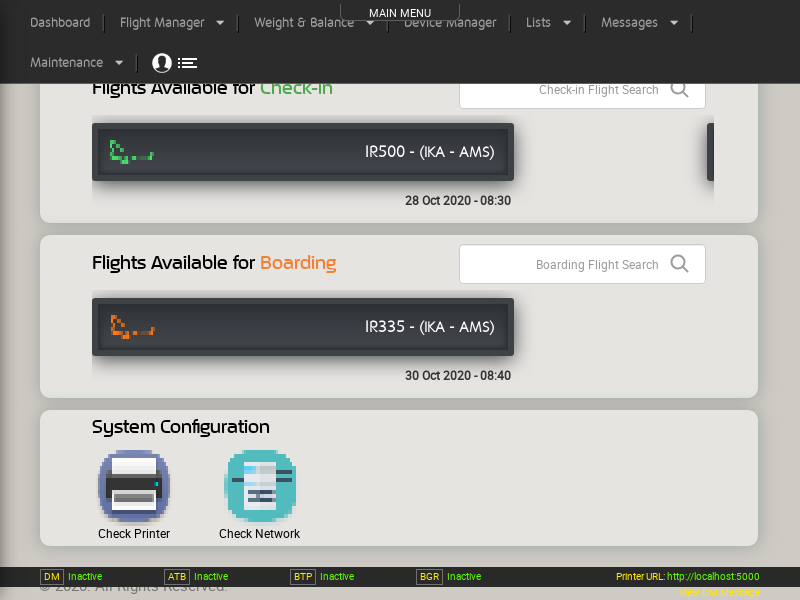 MAIN MENU
Dashboard
Flight Manager
Weight & Balance
Device Manager
Lists
Messages
Maintenance
Flights Available for Check-in
Check-in Flight Search
IR500 - (IKA - AMS)
28 Oct 2020 - 08:30
Flights Available for Boarding
Boarding Flight Search
IR335 - (IKA - AMS)
30 Oct 2020 - 08:40
System Configuration
Check Printer
Check Network
DM Inactive
ATB Inactive
BTP Inactive
BGR Inactive
Printer URL: http://localhost:5000
© 2020. All Rights Reserved.